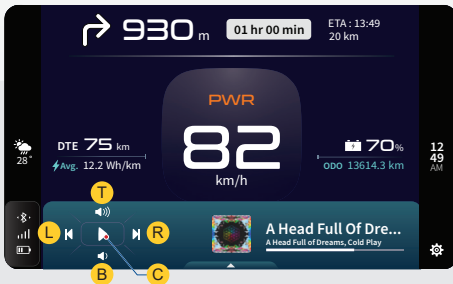 930 m
01 hr 00 min
ETA : 13:49
20 km
PWR
82
km/h
DTE 75 km
Avg. 12.2 Wh/km
70%
ODO 13614.3 km
28°
12
49
AM
T
L
R
B
C
A Head Full Of Dre...
A Head Full of Dreams, Cold Play